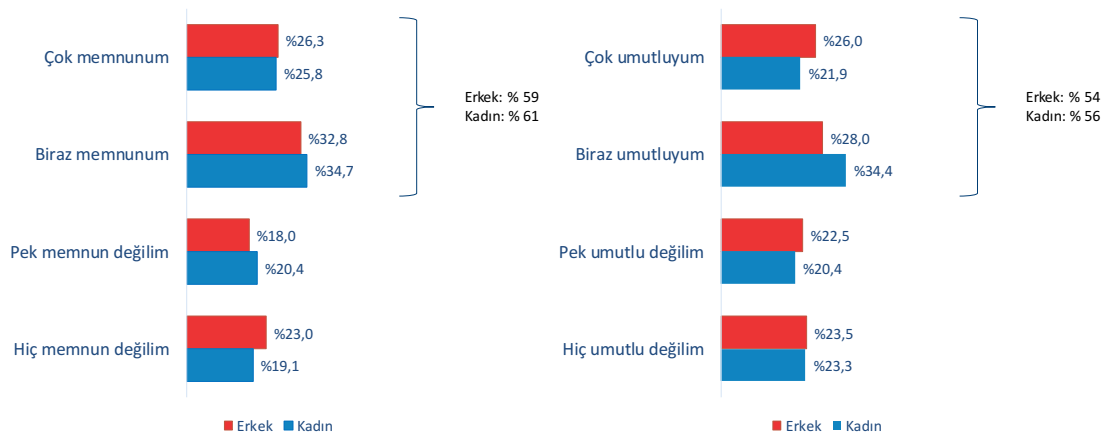 Çok memnunum
%26,3
%25,8
Biraz memnunum
%32,8
%34,7
Pek memnun değilim
%18,0
%20,4
Hiç memnun değilim
%23,0
%19,1
Erkek: % 59
Kadın: % 61
Erkek Kadın
Çok umutluyum
%26,0
%21,9
Biraz umutluyum
%28,0
%34,4
Pek umutlu değilim
%22,5
%20,4
Hiç umutlu değilim
%23,5
%23,3
Erkek: % 54
Kadın: % 56
Erkek Kadın